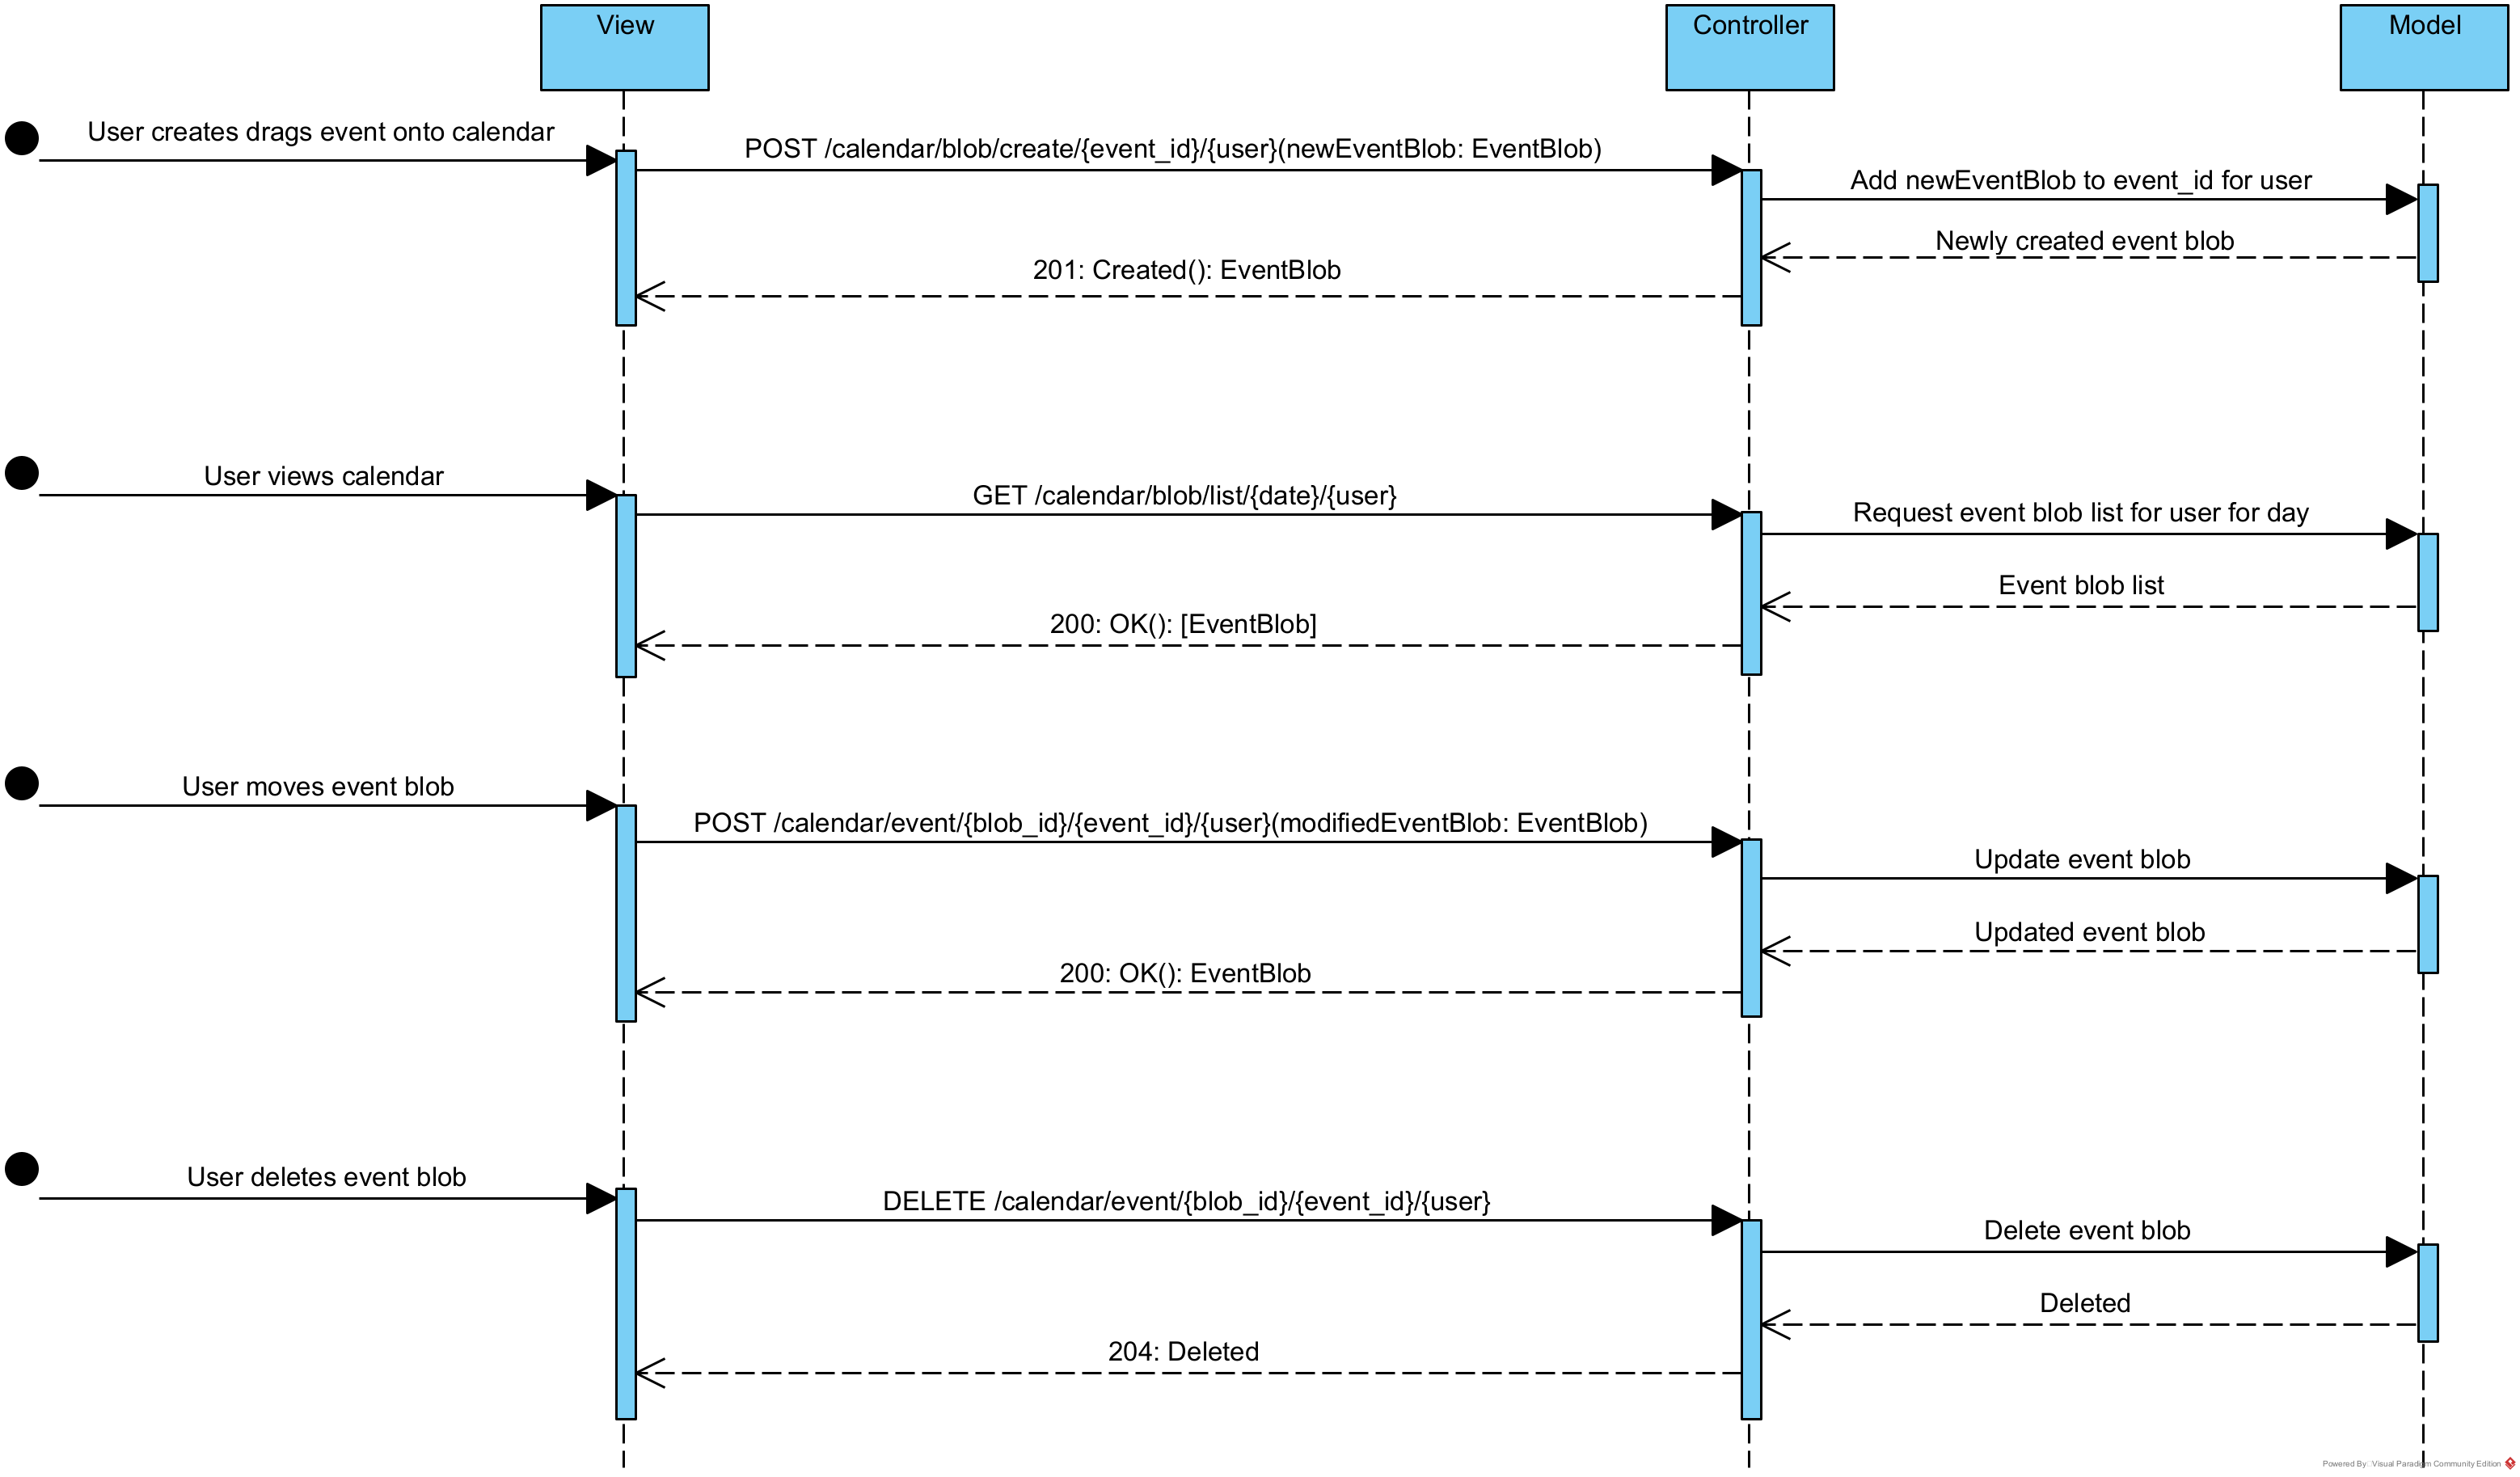 View
Controller
Model
User creates drags event onto calendar
POST /calendar/blob/create/{event_id}/{user}(newEventBlob: EventBlob)
Add newEventBlob to event_id for user
Newly created event blob
201: Created(): EventBlob
User views calendar
GET /calendar/blob/list/{date}/{user}
Request event blob list for user for day
Event blob list
200: OK(): [EventBlob]
User moves event blob
POST /calendar/event/{blob_id}/{event_id}/{user}(modifiedEventBlob: EventBlob)
Update event blob
Updated event blob
200: OK(): EventBlob
User deletes event blob
DELETE /calendar/event/{blob_id}/{event_id}/{user}
Delete event blob
Deleted
204: Deleted
Powered By Visual Paradigm Community Edition